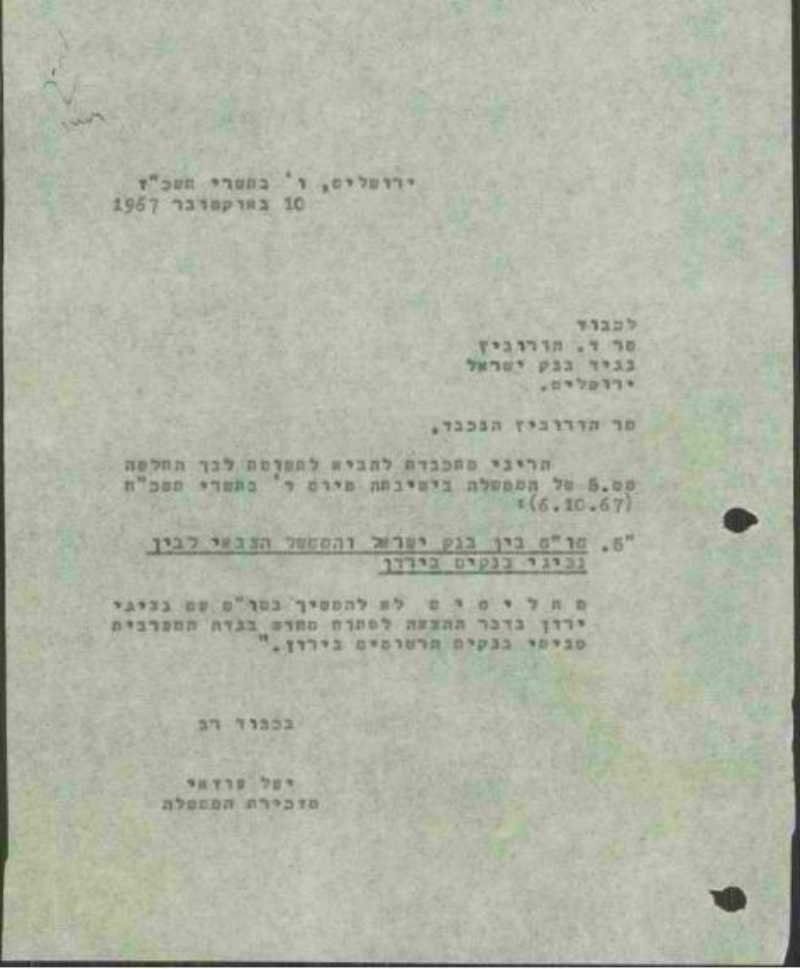 ירושלים, ו' בתשרי תשכ"ז
10 באוקטובר 1967
לכבוד
מר ד. הורוביץ
נגיד בנק ישראל
ירושלים.
מר הורוביץ הנכבד,
הריני מתכבדת להביא לתשומת לבך החלטה
מס.5 של הממשלה בישיבתה מיום ד' בתשרי תשכ"ח
(6.10.67):
"5. מו"מ בין בנק ישראל והממשל הצבאי לבין
נציגי בנקים בירדן
מ ח ל י ט י ם לא להמשיך במו"מ עם נציגי
ירדן בדבר ההצעה לפתוח מחדש בגדה המערבית
סניפי בנקים הרשומים בירדן."
בכבוד רב
יעל עוזאי
מזכירת הממשלה